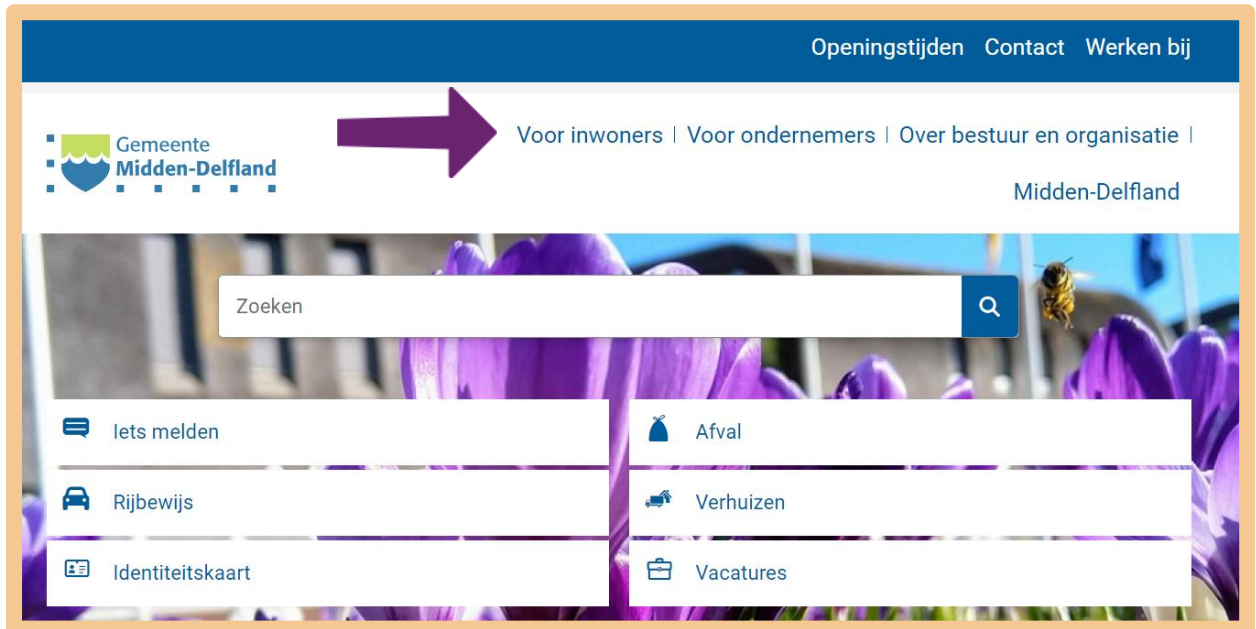 Openingstijden Contact Werken bij
Gemeente
Midden-Delfland
Voor inwoners | Voor ondernemers | Over bestuur en organisatie |
Midden-Delfland
Zoeken
Iets melden
Afval
Rijbewijs
Verhuizen
Identiteitskaart
Vacatures